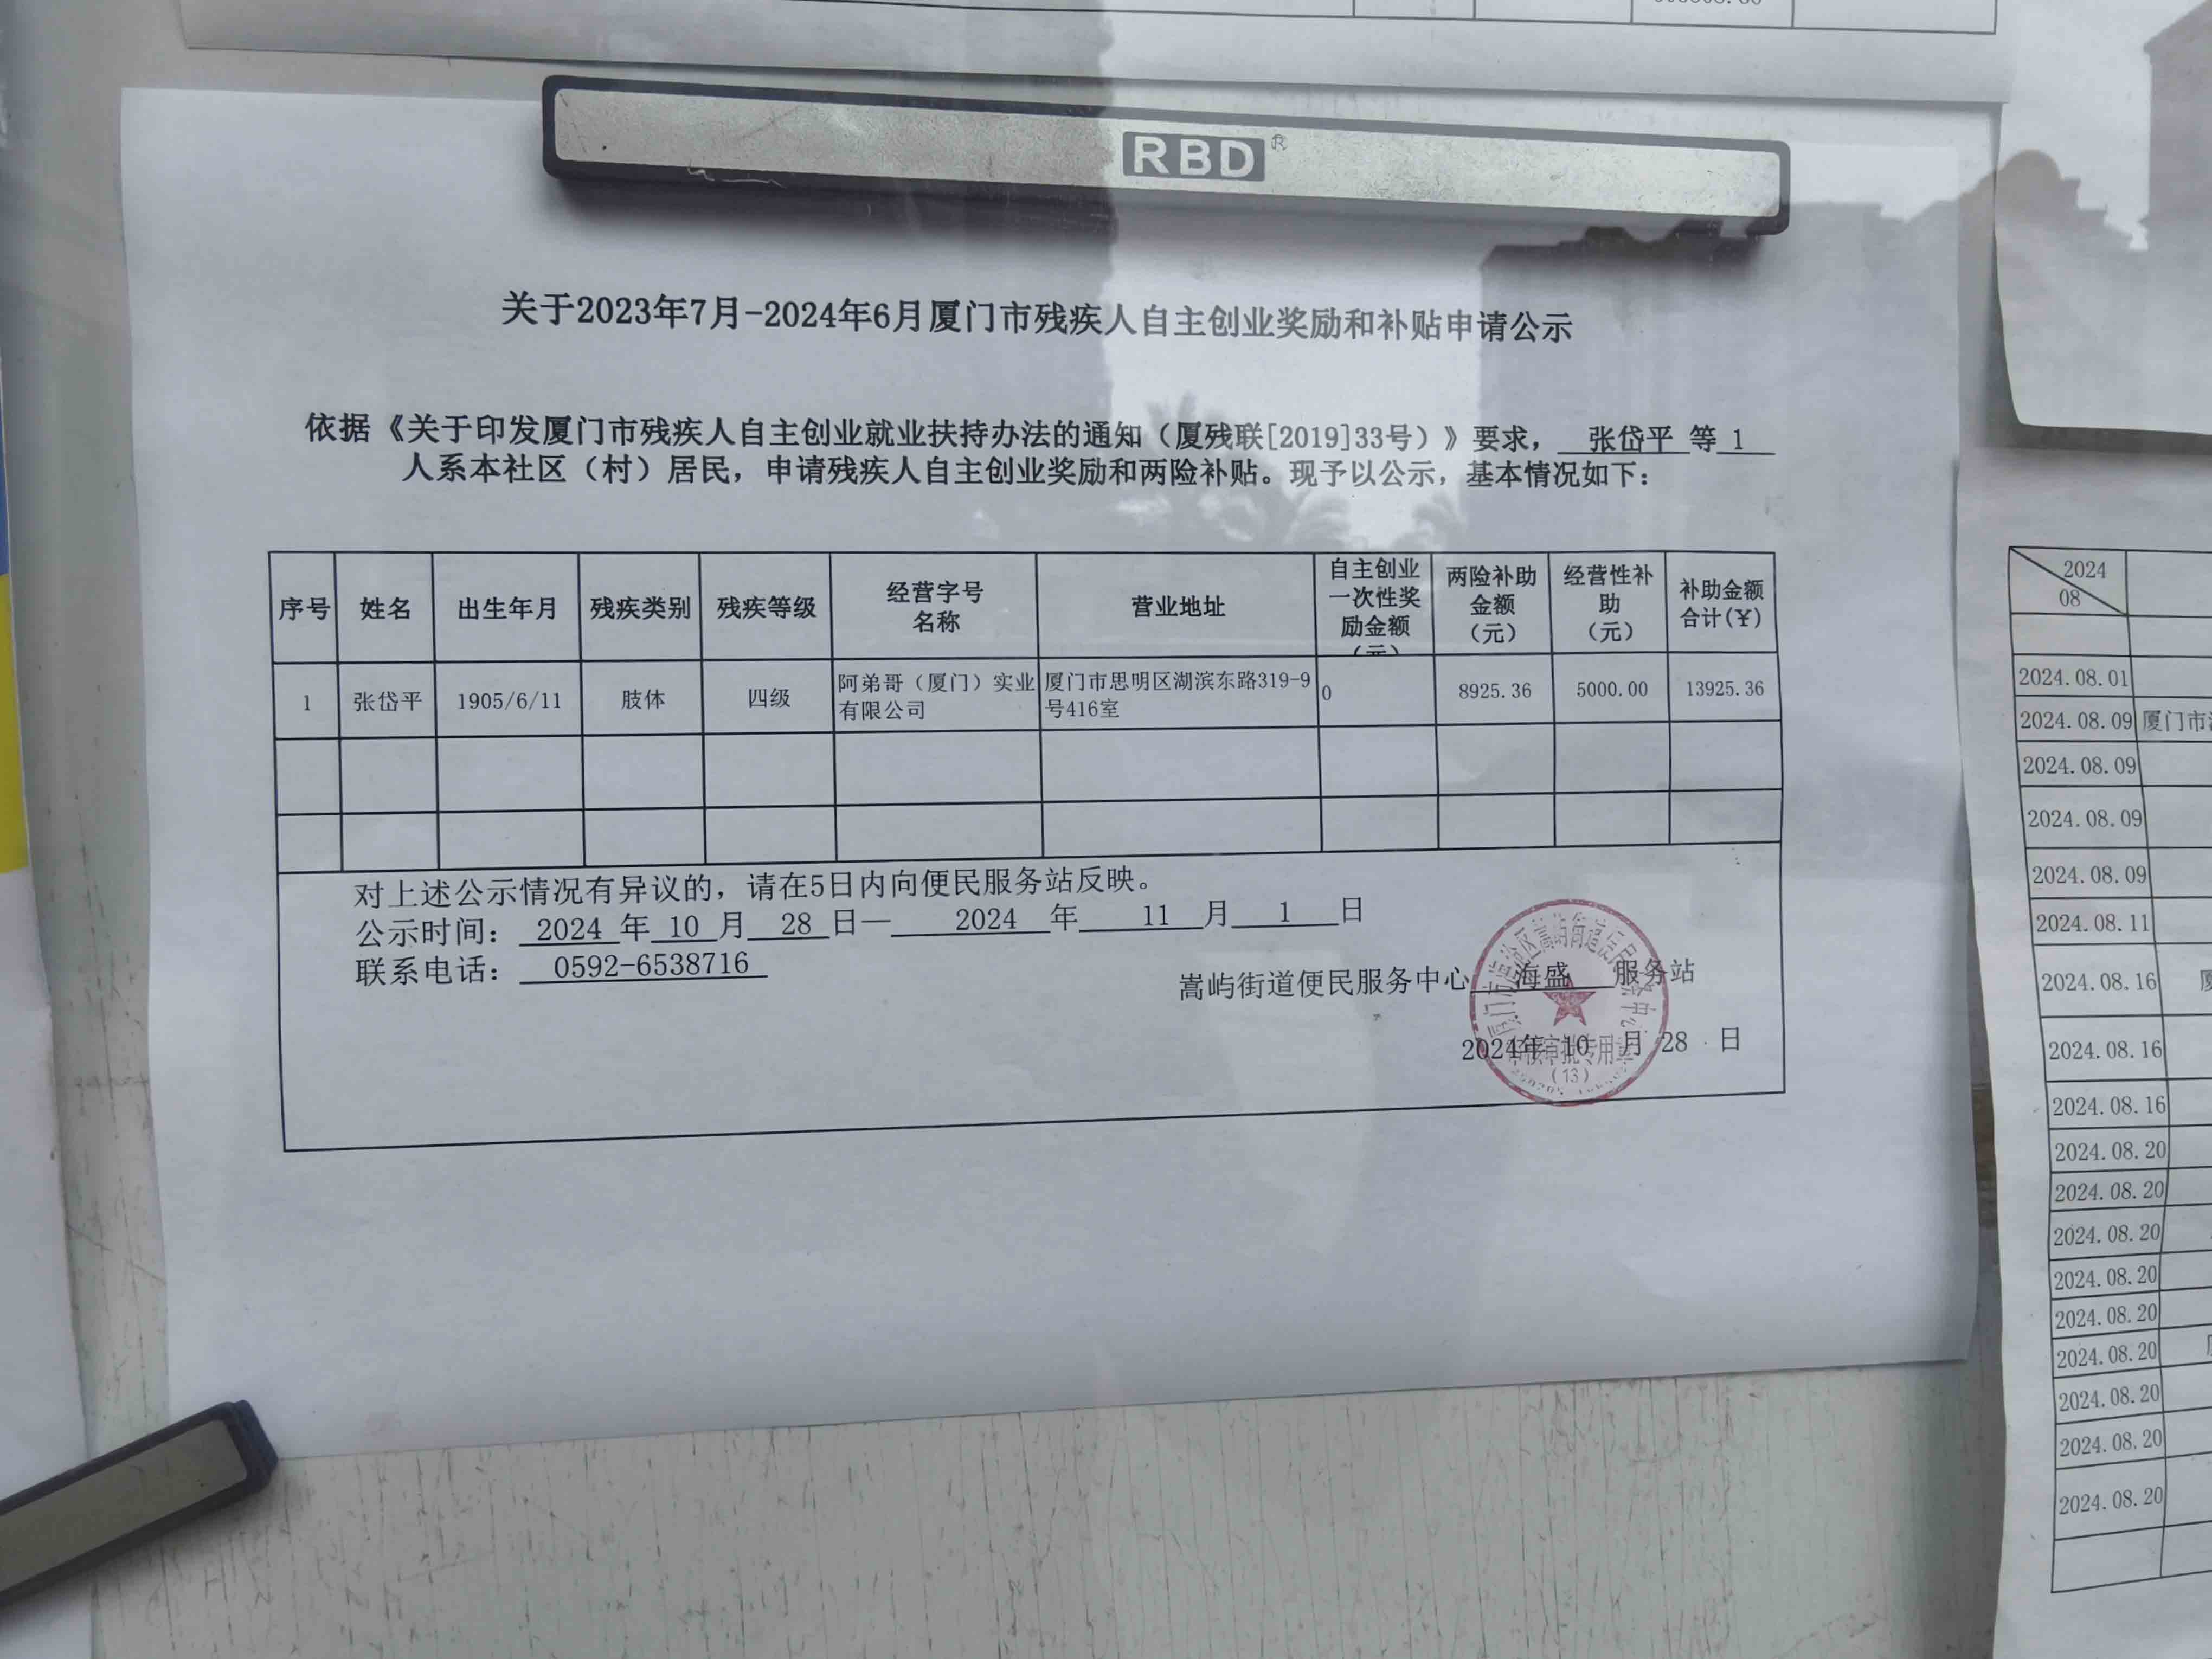 RBD®
关于2023年7月-2024年6月厦门市残疾人自主创业奖励和补贴申请公示
依据《关于印发厦门市残疾人自主创业就业扶持办法的通知（厦残联[2019]33号）》要求， 张岱平 等 1
人系本社区（村）居民，申请残疾人自主创业奖励和两险补贴。现予以公示，基本情况如下：
序号 姓名 出生年月 残疾类别 残疾等级 经营字号名称 营业地址 自主创业一次性奖励金额（元） 两险补助金额（元） 经营性补助（元） 补助金额合计(¥)
1 张岱平 1905/6/11 肢体 四级 阿弟哥（厦门）实业有限公司 厦门市思明区湖滨东路319-9号416室 0 8925.36 5000.00 13925.36
对上述公示情况有异议的，请在5日内向便民服务站反映。
公示时间： 2024 年 10 月 28 日— 2024 年 11 月 1 日
联系电话： 0592-6538716
嵩屿街道便民服务中心 海盛 服务站
2024年 10 月 28 日
审批专用章
(13)
2024
08
2024.08.01
2024.08.09 厦门市
2024.08.09
2024.08.09
2024.08.09
2024.08.11
2024.08.16
2024.08.16
2024.08.16
2024.08.20
2024.08.20
2024.08.20
2024.08.20
2024.08.20
2024.08.20
2024.08.20
2024.08.20
2024.08.20